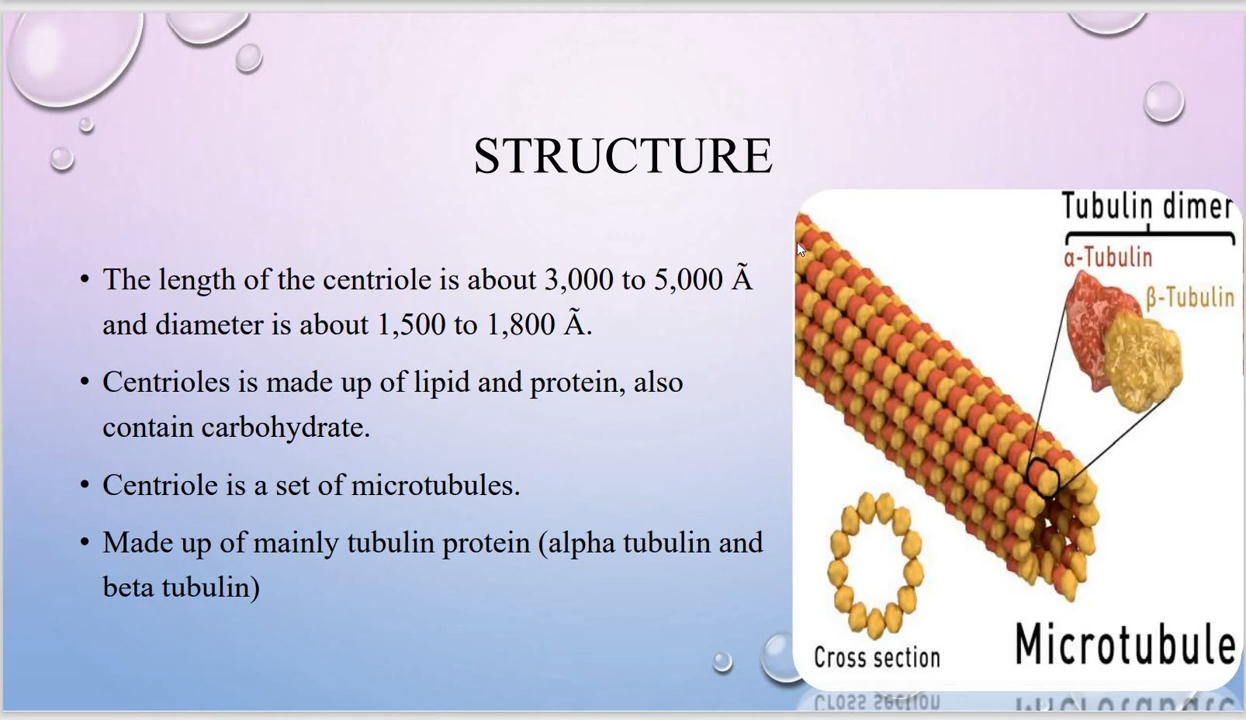 STRUCTURE
• The length of the centriole is about 3,000 to 5,000 Ã
and diameter is about 1,500 to 1,800 Ã.
• Centrioles is made up of lipid and protein, also
contain carbohydrate.
• Centriole is a set of microtubules.
• Made up of mainly tubulin protein (alpha tubulin and
beta tubulin)
Tubulin dimer
α-Tubulin
β-Tubulin
Cross section
Microtubule